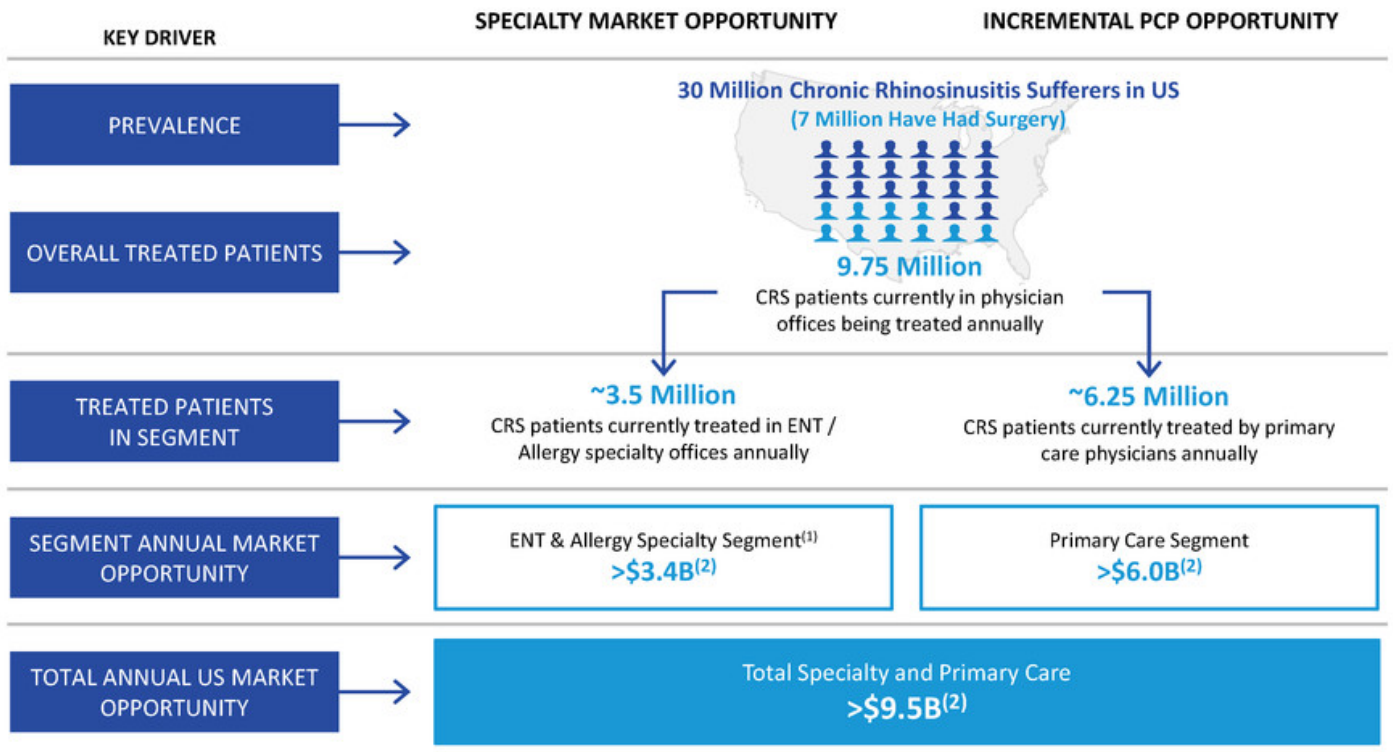 KEY DRIVER
SPECIALTY MARKET OPPORTUNITY
INCREMENTAL PCP OPPORTUNITY
PREVALENCE
30 Million Chronic Rhinosinusitis Sufferers in US
(7 Million Have Had Surgery)
OVERALL TREATED PATIENTS
9.75 Million
CRS patients currently in physician
offices being treated annually
TREATED PATIENTS
IN SEGMENT
~3.5 Million
CRS patients currently treated in ENT /
Allergy specialty offices annually
~6.25 Million
CRS patients currently treated by primary
care physicians annually
SEGMENT ANNUAL MARKET
OPPORTUNITY
ENT & Allergy Specialty Segment(1)
>$3.4B(2)
Primary Care Segment
>$6.0B(2)
TOTAL ANNUAL US MARKET
OPPORTUNITY
Total Specialty and Primary Care
>$9.5B(2)